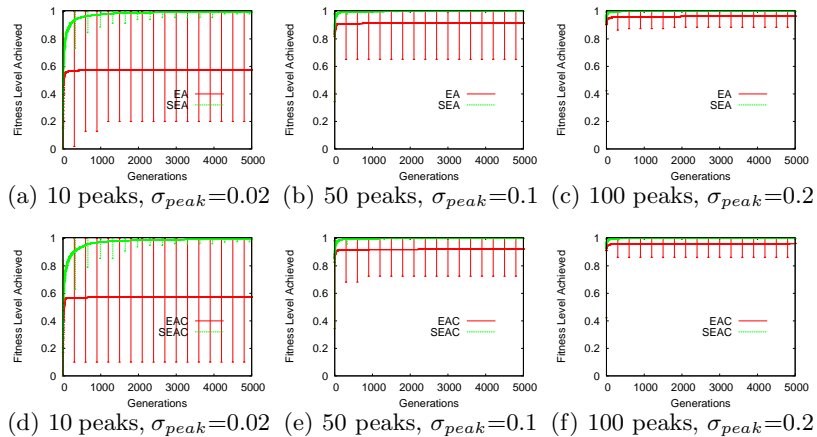 Fitness Level Achieved
1
0.8
0.6
0.4
0.2
0
EA
SEA
0 1000 2000 3000 4000 5000
Generations
(a) 10 peaks, σpeak=0.02
Fitness Level Achieved
1
0.8
0.6
0.4
0.2
0
EA
SEA
0 1000 2000 3000 4000 5000
Generations
(b) 50 peaks, σpeak=0.1
Fitness Level Achieved
1
0.8
0.6
0.4
0.2
0
EA
SEA
0 1000 2000 3000 4000 5000
Generations
(c) 100 peaks, σpeak=0.2
Fitness Level Achieved
1
0.8
0.6
0.4
0.2
0
EAC
SEAC
0 1000 2000 3000 4000 5000
Generations
(d) 10 peaks, σpeak=0.02
Fitness Level Achieved
1
0.8
0.6
0.4
0.2
0
EAC
SEAC
0 1000 2000 3000 4000 5000
Generations
(e) 50 peaks, σpeak=0.1
Fitness Level Achieved
1
0.8
0.6
0.4
0.2
0
EAC
SEAC
0 1000 2000 3000 4000 5000
Generations
(f) 100 peaks, σpeak=0.2